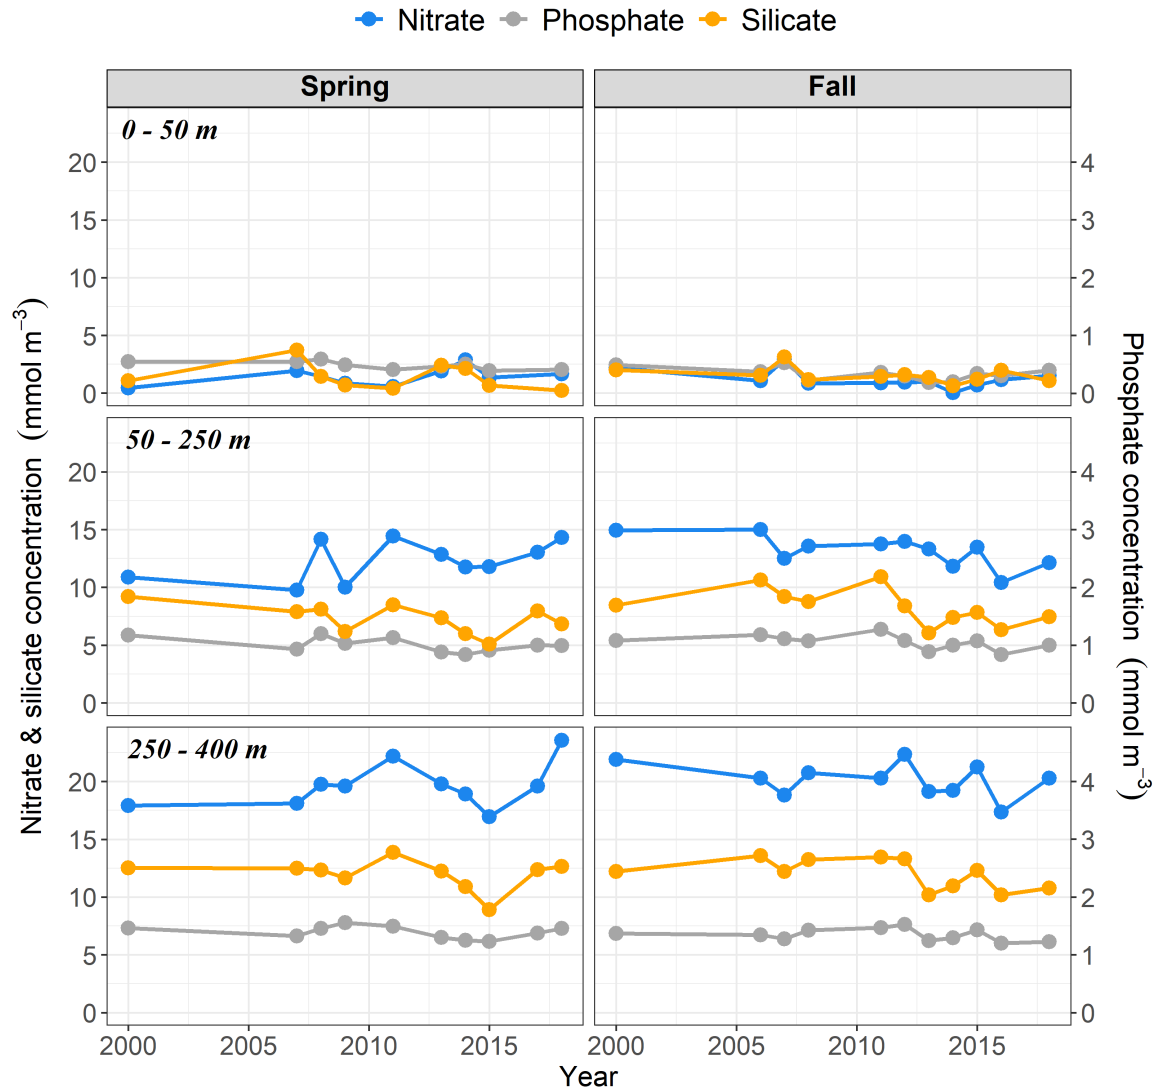 Nitrate Phosphate Silicate
Spring Fall
0 - 50 m
20 4
15 3
10 2
5 1
0 0
50 - 250 m
20 4
15 3
10 2
5 1
0 0
250 - 400 m
20 4
15 3
10 2
5 1
0 0
2000 2005 2010 2015 2000 2005 2010 2015
Year
Nitrate & silicate concentration (mmol m⁻³)
Phosphate concentration (mmol m⁻³)